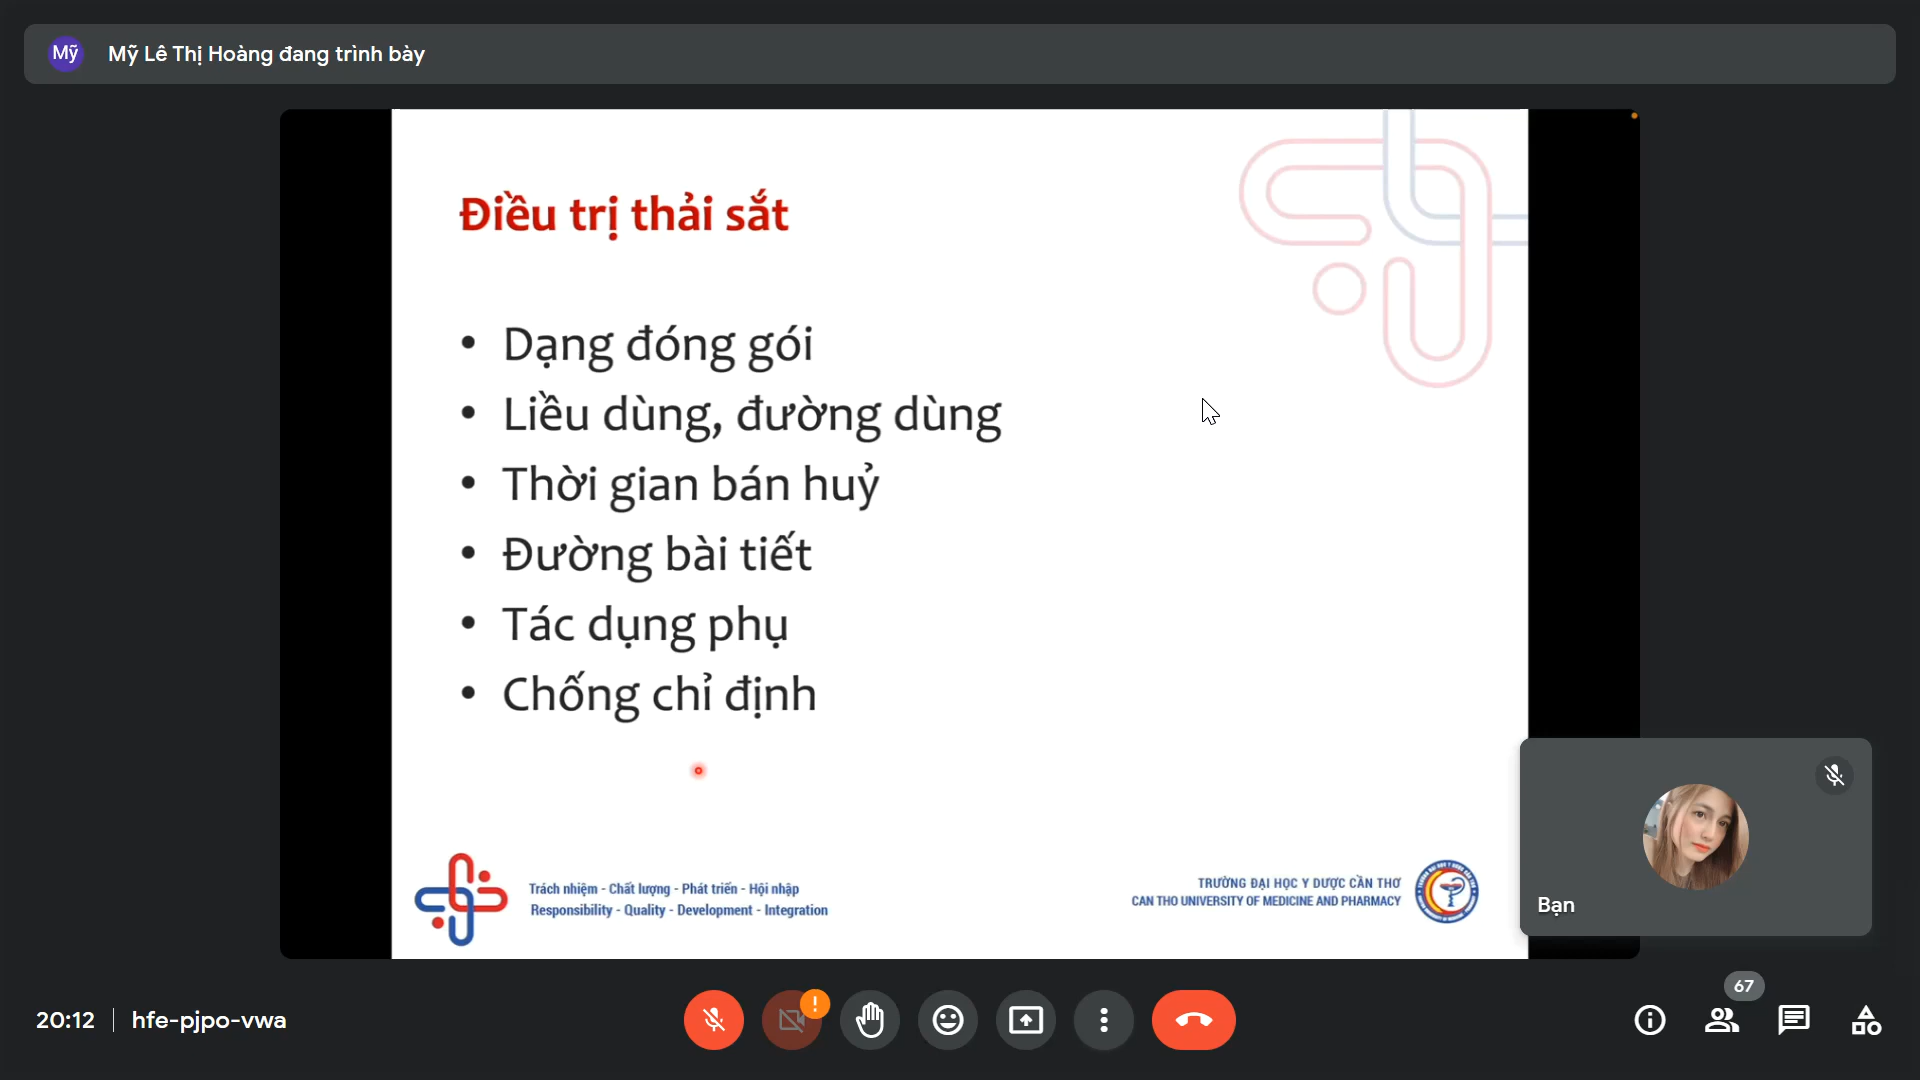 Mỹ
Mỹ Lê Thị Hoàng đang trình bày
Điều trị thải sắt
• Dạng đóng gói
• Liều dùng, đường dùng
• Thời gian bán huỷ
• Đường bài tiết
• Tác dụng phụ
• Chống chỉ định
Trách nhiệm - Chất lượng - Phát triển - Hội nhập
Responsibility - Quality - Development - Integration
TRƯỜNG ĐẠI HỌC Y DƯỢC CẦN THƠ
CAN THO UNIVERSITY OF MEDICINE AND PHARMACY
Bạn
20:12 | hfe-pjpo-vwa
!
67